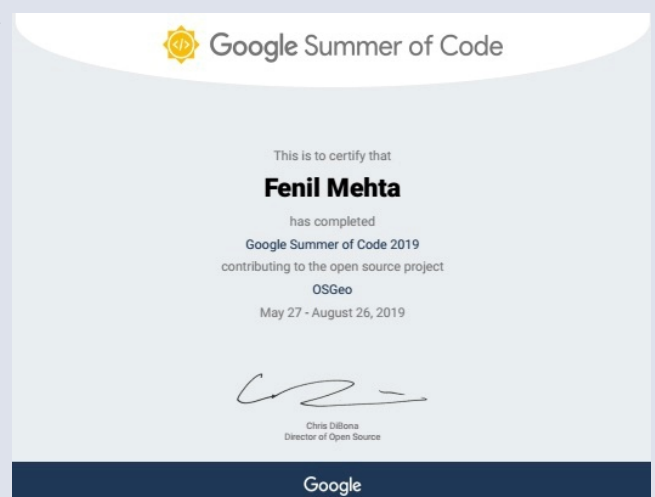 Google Summer of Code
This is to certify that
Fenil Mehta
has completed
Google Summer of Code 2019
contributing to the open source project
OSGeo
May 27 - August 26, 2019
Chris DiBona
Director of Open Source
Google